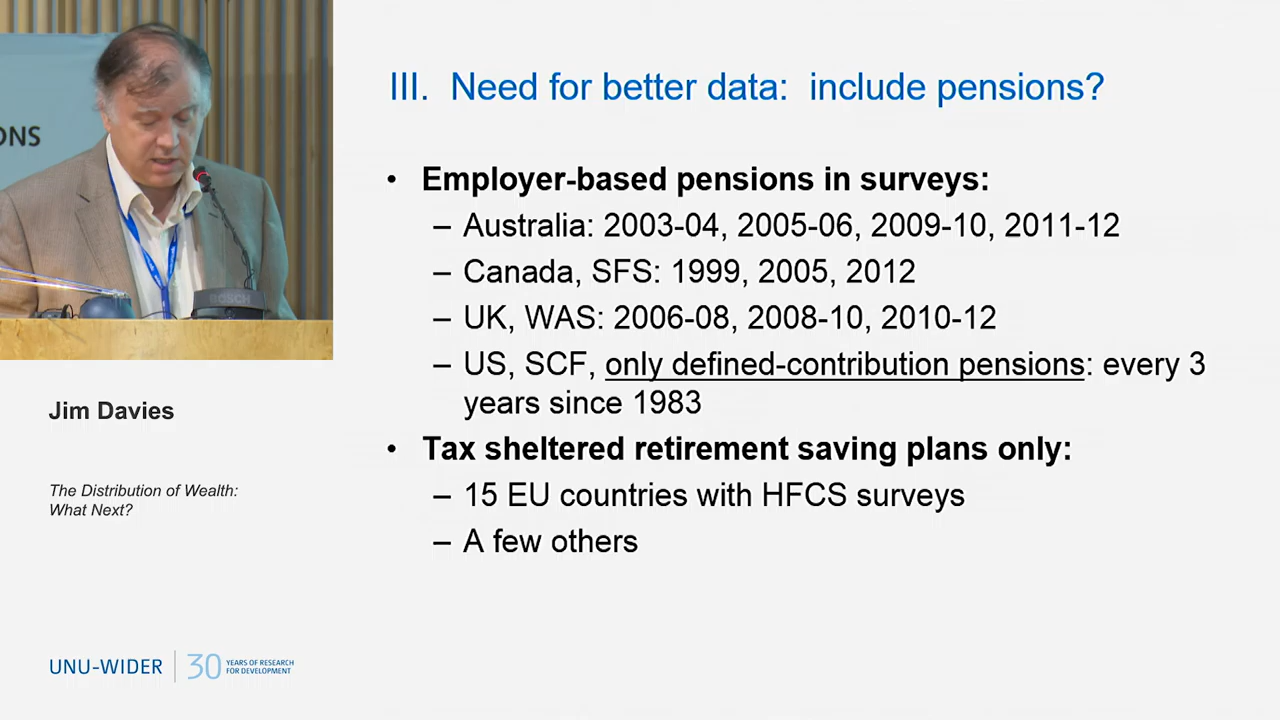 ONS
BOSCH
III. Need for better data: include pensions?
• Employer-based pensions in surveys:
– Australia: 2003-04, 2005-06, 2009-10, 2011-12
– Canada, SFS: 1999, 2005, 2012
– UK, WAS: 2006-08, 2008-10, 2010-12
– US, SCF, only defined-contribution pensions: every 3
years since 1983
• Tax sheltered retirement saving plans only:
– 15 EU countries with HFCS surveys
– A few others
Jim Davies
The Distribution of Wealth:
What Next?
UNU-WIDER
30 YEARS OF RESEARCH
FOR DEVELOPMENT